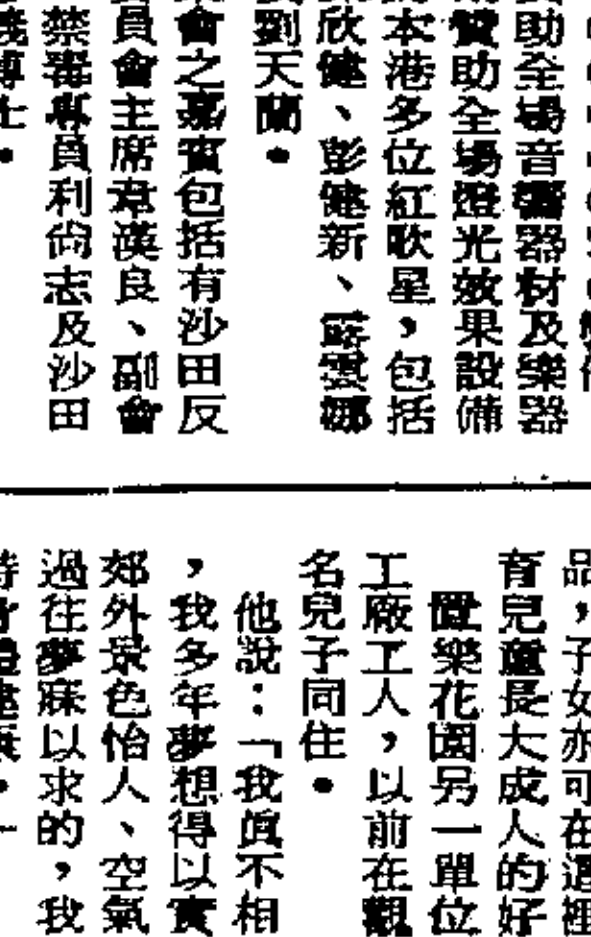 助全場音響器材及樂器
贊助全場燈光效果設備
本港多位紅歌星，包括
欣健、彭健新、露雲娜
劉天蘭。
會之嘉賓包括有沙田反
員會主席韋漢良、副會
禁毒專員利尙志及沙田
博士。
品，子女亦可在這裡
育兒童長大成人的好
置樂花園另一單位
工廠工人，以前在觀
名兒子同住。
他說：「我眞不相
，我多年夢想得以實
郊外景色怡人、空氣
過往夢寐以求的，我